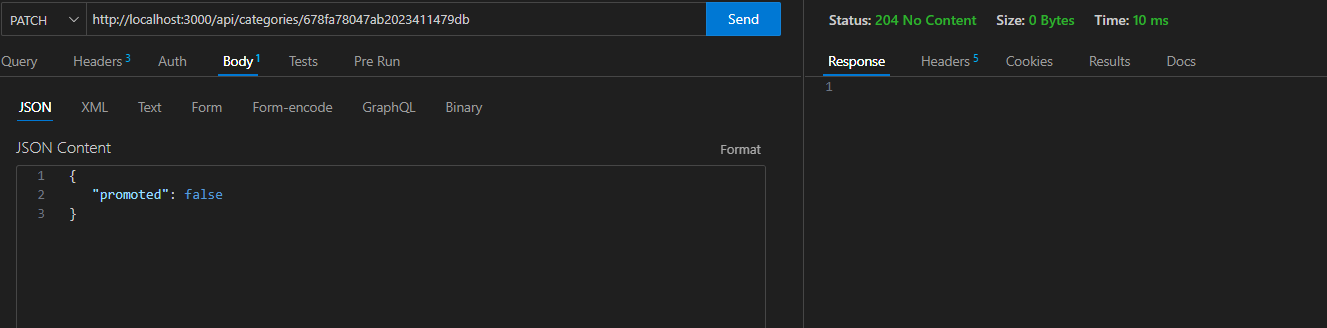 PATCH http://localhost:3000/api/categories/678fa78047ab2023411479db Send
Status: 204 No Content Size: 0 Bytes Time: 10 ms
Query Headers 3 Auth Body 1 Tests Pre Run
Response Headers 5 Cookies Results Docs
1
JSON XML Text Form Form-encode GraphQL Binary
JSON Content Format
1 {
2 "promoted": false
3 }